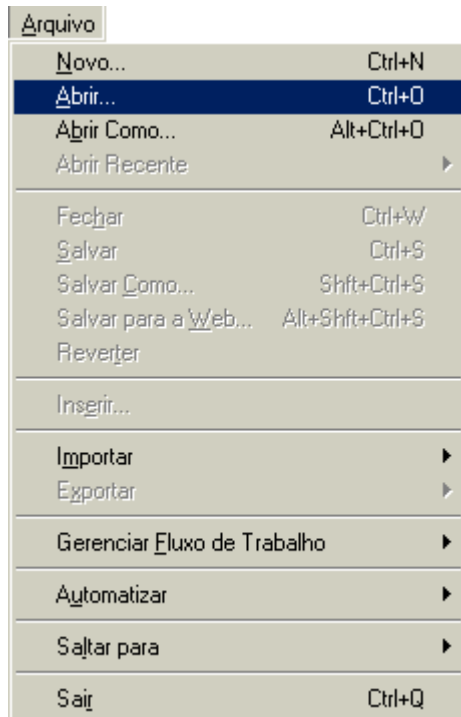 Arquivo
Novo... Ctrl+N
Abrir... Ctrl+O
Abrir Como... Alt+Ctrl+O
Abrir Recente
Fechar Ctrl+W
Salvar Ctrl+S
Salvar Como... Shft+Ctrl+S
Salvar para a Web... Alt+Shft+Ctrl+S
Reverter
Inserir...
Importar
Exportar
Gerenciar Fluxo de Trabalho
Automatizar
Saltar para
Sair Ctrl+Q